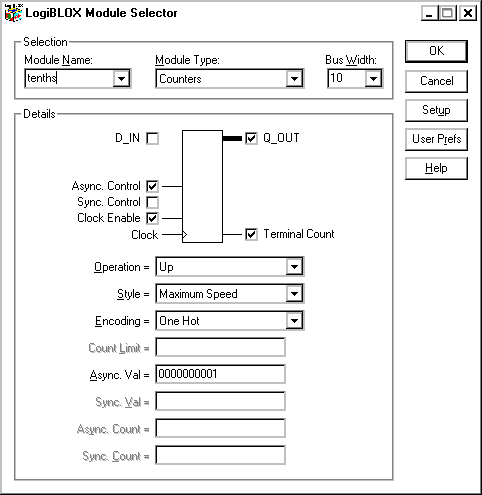 LogiBLOX Module Selector
Selection
Module Name: Module Type: Bus Width:
tenths Counters 10
OK
Cancel
Setup
User Prefs
Help
Details
D_IN Q_OUT
Async. Control
Sync. Control
Clock Enable
Clock Terminal Count
Operation = Up
Style = Maximum Speed
Encoding = One Hot
Count Limit =
Async. Val = 0000000001
Sync. Val =
Async. Count =
Sync. Count =